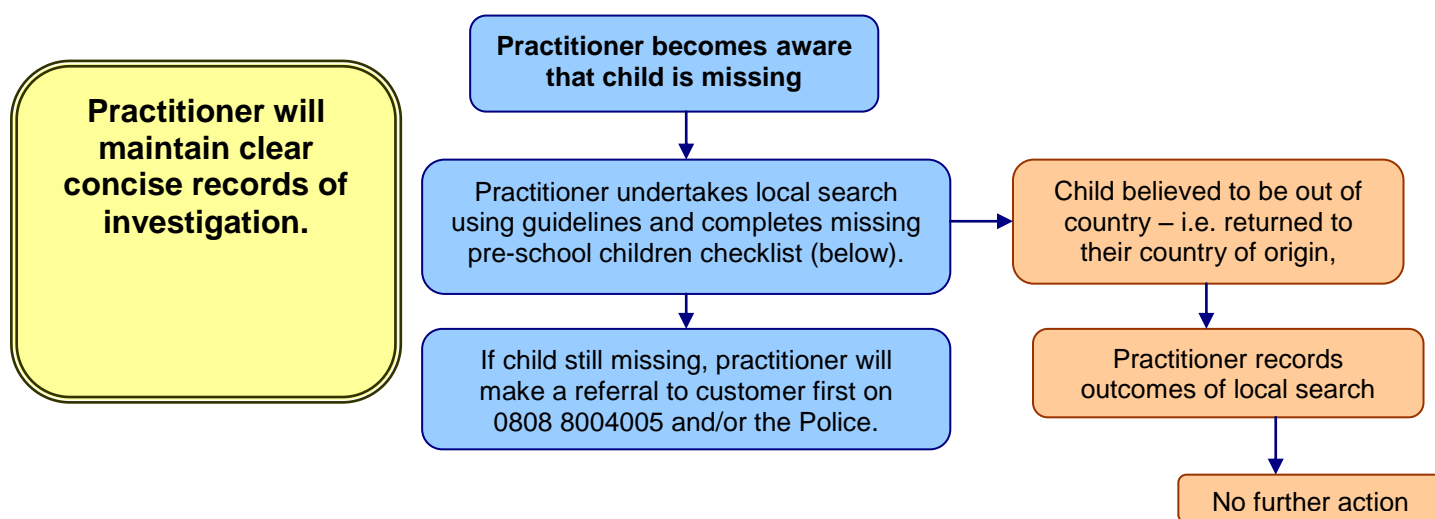 Practitioner will
maintain clear
concise records of
investigation.
Practitioner becomes aware
that child is missing
Practitioner undertakes local search
using guidelines and completes missing
pre-school children checklist (below).
If child still missing, practitioner will
make a referral to customer first on
0808 8004005 and/or the Police.
Child believed to be out of
country – i.e. returned to
their country of origin,
Practitioner records
outcomes of local search
No further action